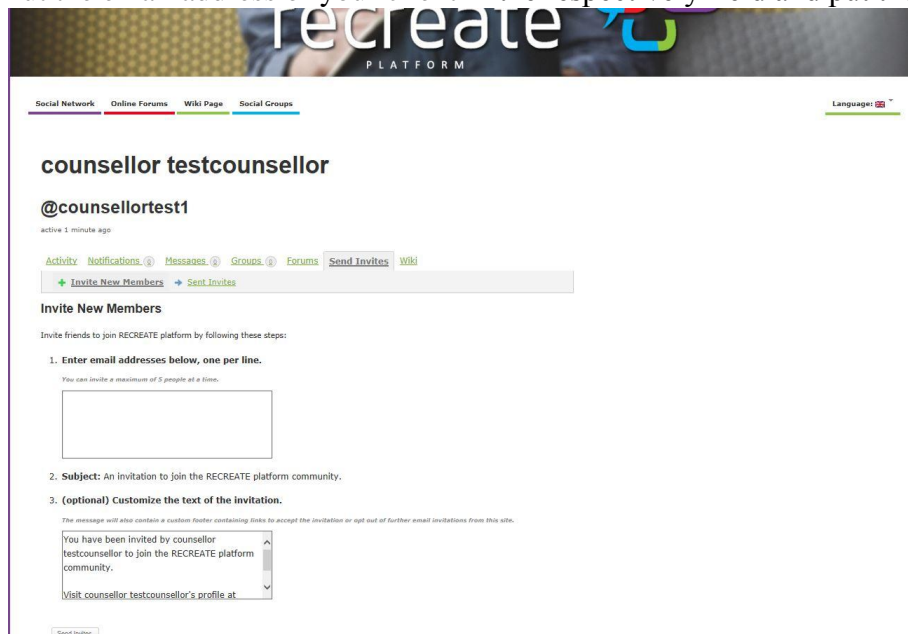 recreate
PLATFORM
Social Network Online Forums Wiki Page Social Groups Language:
counsellor testcounsellor
@counsellortest1
active 1 minute ago
Activity Notifications 0 Messages 0 Groups 0 Forums Send Invites Wiki
Invite New Members Sent Invites
Invite New Members
Invite friends to join RECREATE platform by following these steps:
1. Enter email addresses below, one per line.
You can invite a maximum of 5 people at a time.
2. Subject: An invitation to join the RECREATE platform community.
3. (optional) Customize the text of the invitation.
The message will also contain a custom footer containing links to accept the invitation or opt out of further email invitations from this site.
You have been invited by counsellor
testcounsellor to join the RECREATE platform
community.
Visit counsellor testcounsellor's profile at
Send Invites